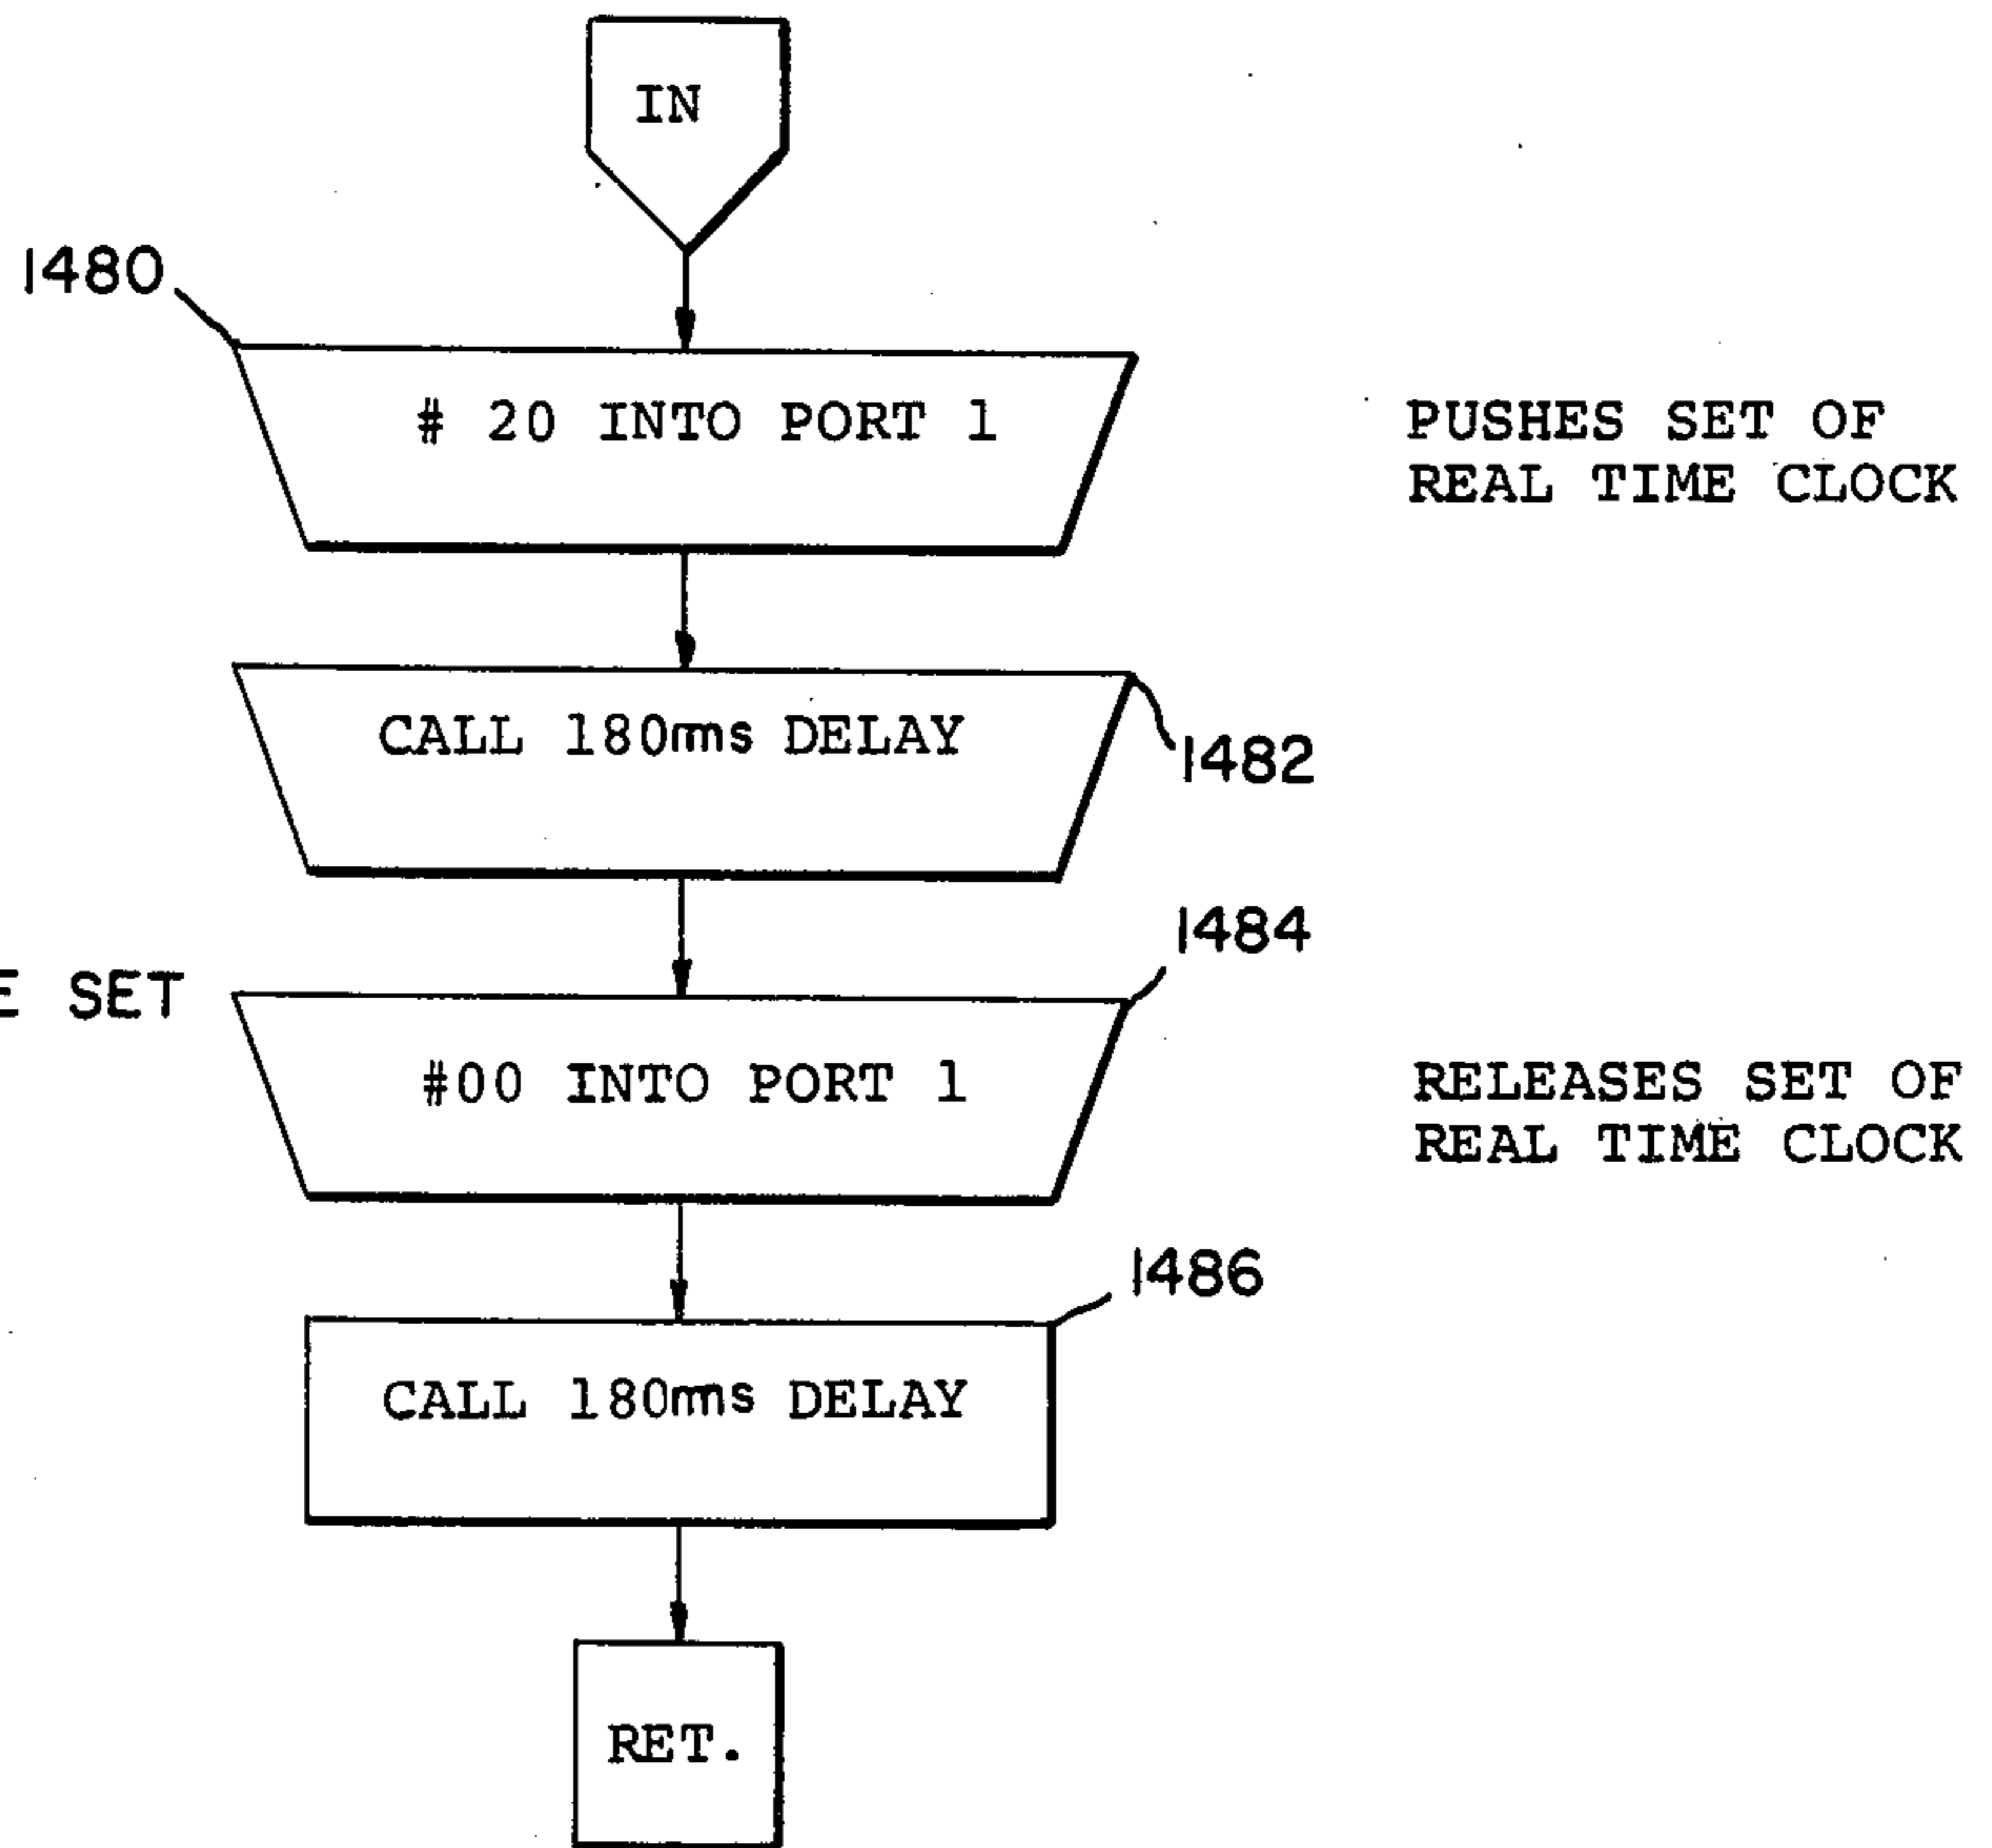 IN
1480
# 20 INTO PORT 1
PUSHES SET OF
REAL TIME CLOCK
CALL 180ms DELAY
1482
1484
SET
#00 INTO PORT 1
RELEASES SET OF
REAL TIME CLOCK
1486
CALL 180ms DELAY
RET.